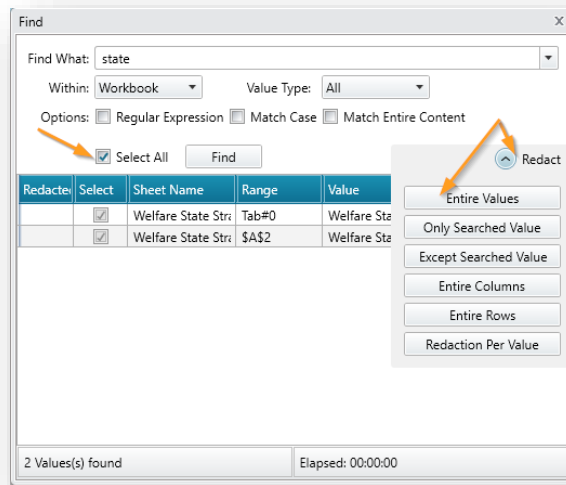 Find X
Find What: state
Within: Workbook Value Type: All
Options: Regular Expression Match Case Match Entire Content
Select All Find Redact
Redacted Select Sheet Name Range Value
Welfare State Stra Tab#0 Welfare Sta
Welfare State Stra $A$2 Welfare Sta
Entire Values
Only Searched Value
Except Searched Value
Entire Columns
Entire Rows
Redaction Per Value
2 Values(s) found Elapsed: 00:00:00